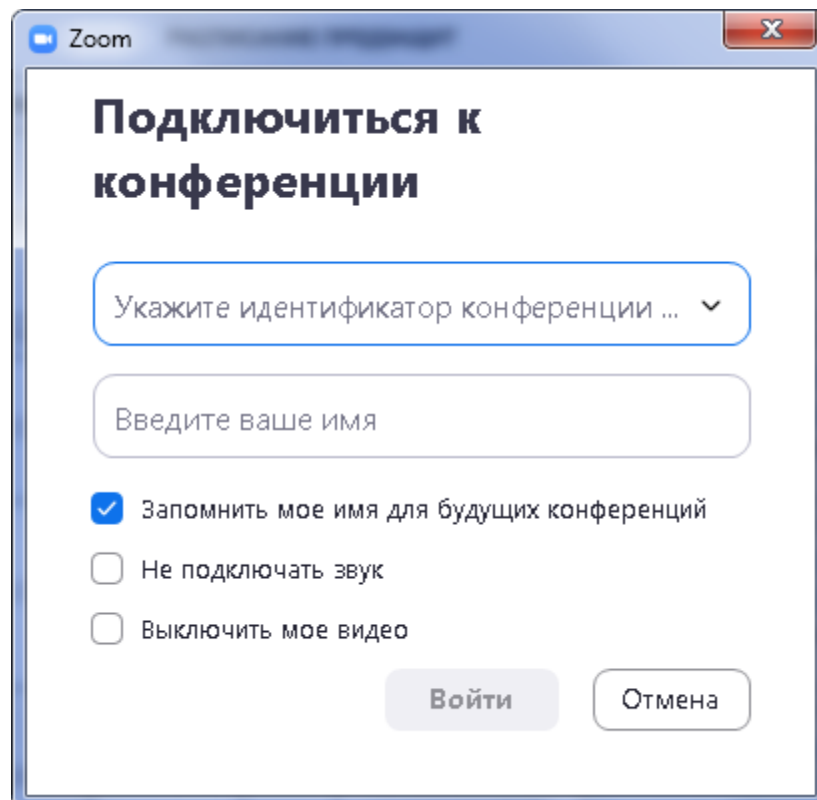 Zoom
Подключиться к
конференции
Укажите идентификатор конференции ...
Введите ваше имя
Запомнить мое имя для будущих конференций
Не подключать звук
Выключить мое видео
Войти
Отмена